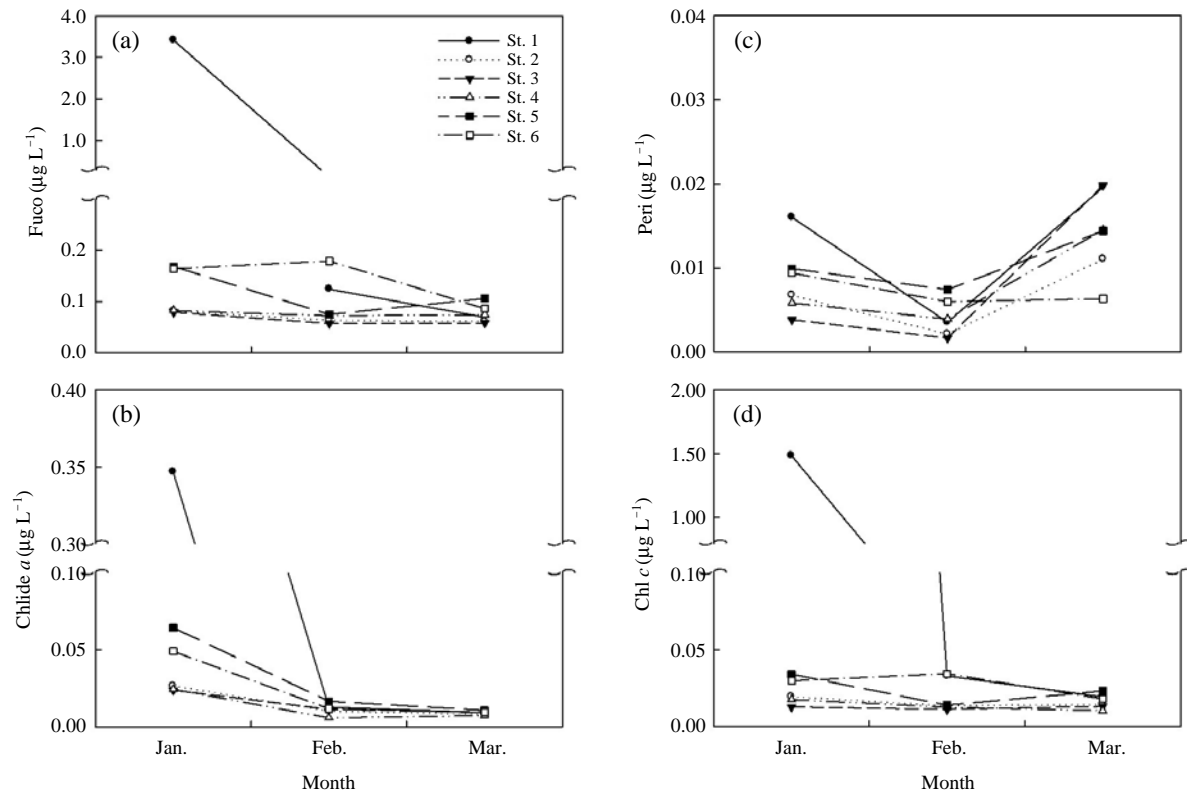 (a)
Fuco (µg L⁻¹)
4.0
3.0
2.0
1.0
0.2
0.1
0.0
St. 1
St. 2
St. 3
St. 4
St. 5
St. 6
(c)
Peri (µg L⁻¹)
0.04
0.03
0.02
0.01
0.00
(b)
Chlide a (µg L⁻¹)
0.40
0.35
0.30
0.10
0.05
0.00
Jan. Feb. Mar.
Month
(d)
Chl c (µg L⁻¹)
2.00
1.50
1.00
0.10
0.05
0.00
Jan. Feb. Mar.
Month